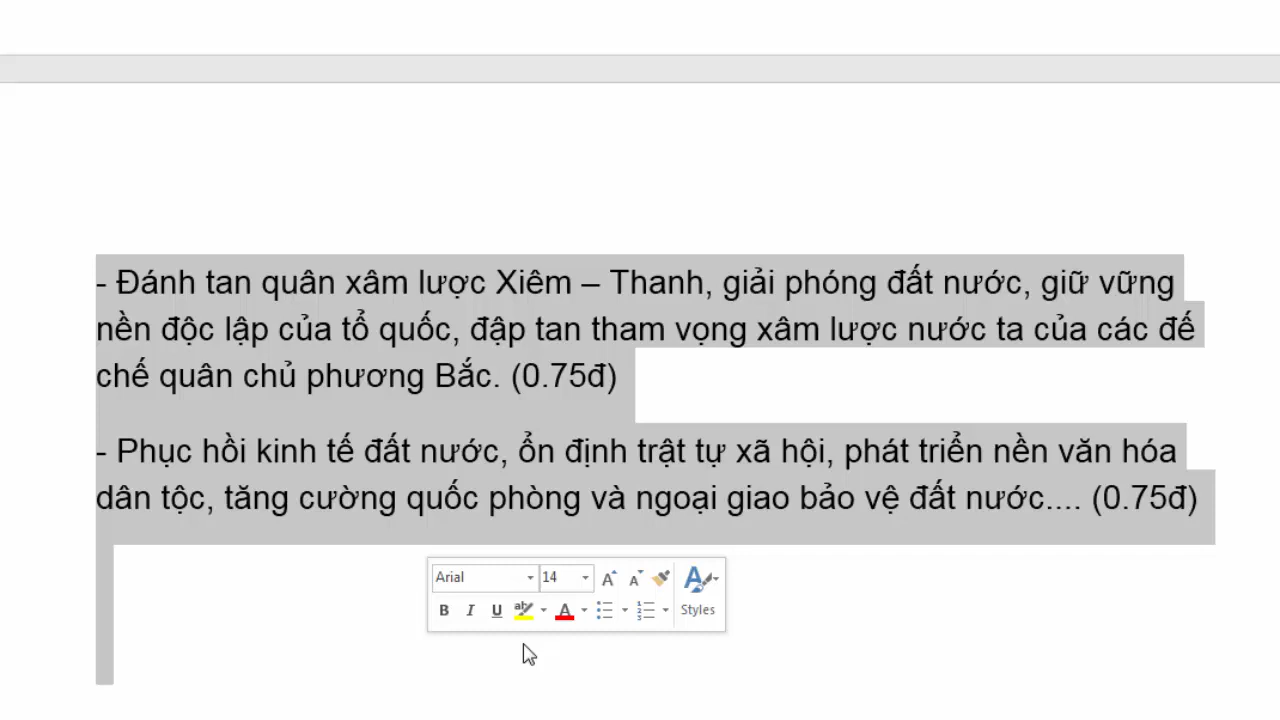 - Đánh tan quân xâm lược Xiêm – Thanh, giải phóng đất nước, giữ vững
nền độc lập của tổ quốc, đập tan tham vọng xâm lược nước ta của các đế
chế quân chủ phương Bắc. (0.75đ)
- Phục hồi kinh tế đất nước, ổn định trật tự xã hội, phát triển nền văn hóa
dân tộc, tăng cường quốc phòng và ngoại giao bảo vệ đất nước.... (0.75đ)
Arial 14
B I U Styles